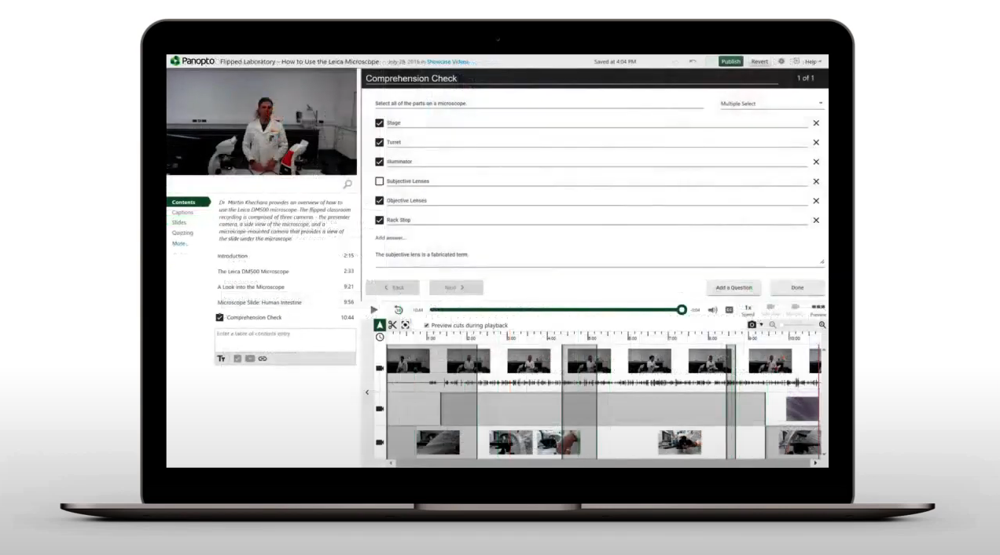 Panopto Flipped Laboratory – How to Use the Leica Microscope July 28, 2016 in Showcase Videos
Saved at 4:04 PM
Publish Revert Help
Comprehension Check 1 of 1
Select all of the parts on a microscope. Multiple Select
Stage
Turret
Illuminator
Subjective Lenses
Objective Lenses
Rack Stop
Add answer...
The subjective lens is a fabricated term.
Back Next Add a Question Done
Contents
Captions
Slides
Quizzing
More
Dr. Martin Khechara provides an overview of how to
use the Leica DM500 microscope. The flipped classroom
recording is comprised of three cameras - the presenter
camera, a side view of the microscope, and a
microscope-mounted camera that provides a view of
the slide under the microscope.
Introduction 2:15
The Leica DM500 Microscope 2:33
A Look into the Microscope 9:21
Microscope Slide: Human Intestine 9:56
Comprehension Check 10:44
Enter a table of contents entry
Tт
10:44 -0:04 1x
Speed Preview
Preview cuts during playback
1:00 2:00 3:00 4:00 5:00 6:00 7:00 8:00 9:00 10:00